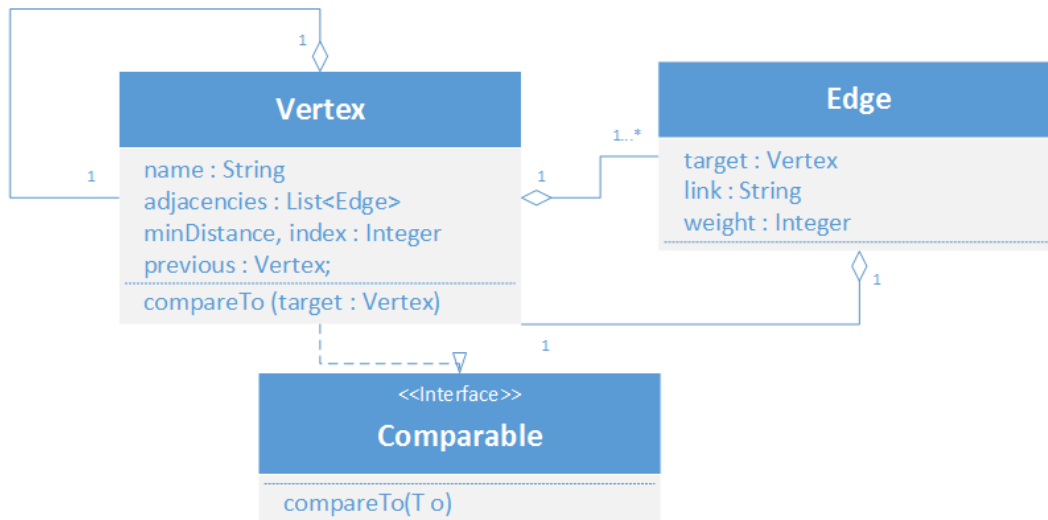 1
Vertex
1
name : String
adjacencies : List<Edge>
minDistance, index : Integer
previous : Vertex;
compareTo (target : Vertex)
1
1...*
Edge
target : Vertex
link : String
weight : Integer
1
1
<<Interface>>
Comparable
compareTo(T o)